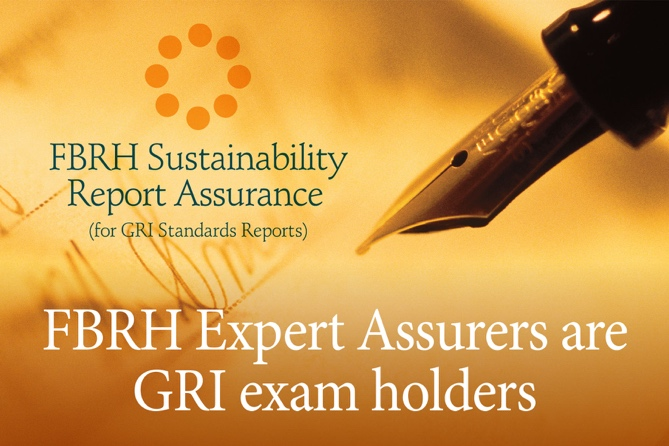 FBRH Sustainability
Report Assurance
(for GRI Standards Reports)
FBRH Expert Assurers are
GRI exam holders